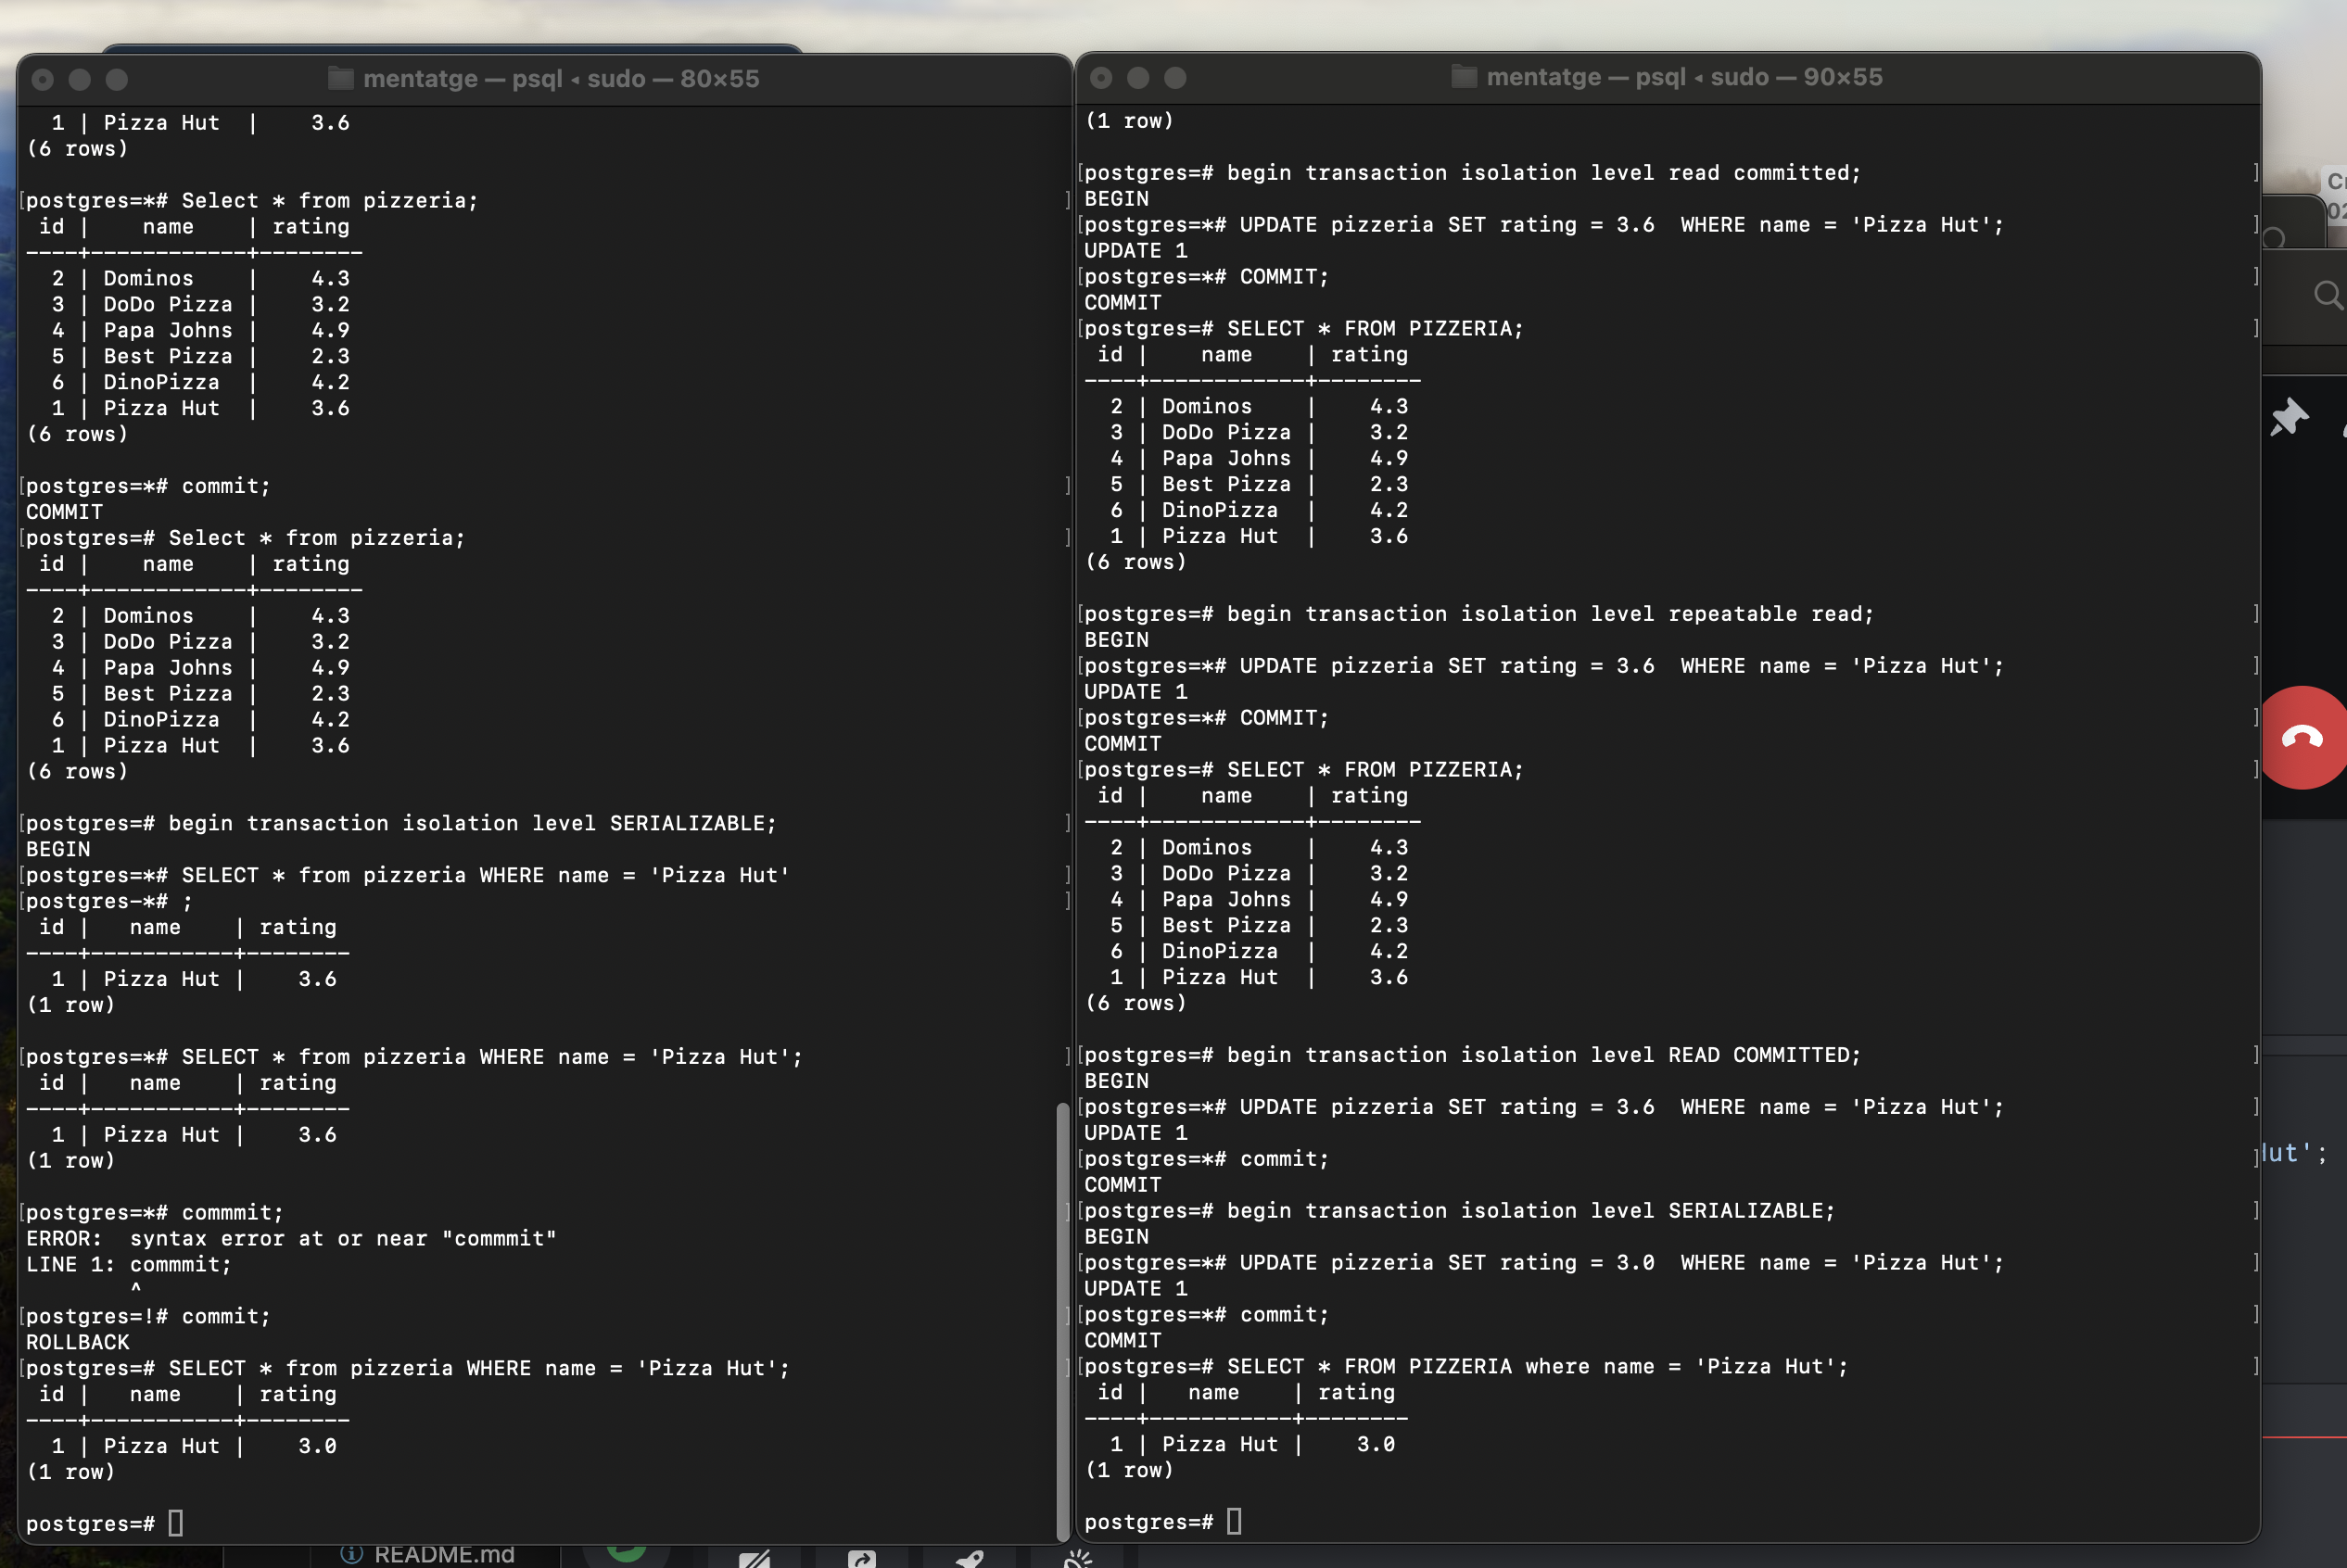 mentatge — psql ◂ sudo — 80×55
  1 | Pizza Hut  |    3.6
(6 rows)
[postgres=*# Select * from pizzeria; ]
 id |    name    | rating
----+------------+--------
  2 | Dominos    |    4.3
  3 | DoDo Pizza |    3.2
  4 | Papa Johns |    4.9
  5 | Best Pizza |    2.3
  6 | DinoPizza  |    4.2
  1 | Pizza Hut  |    3.6
(6 rows)
[postgres=*# commit; ]
COMMIT
[postgres=# Select * from pizzeria; ]
 id |    name    | rating
----+------------+--------
  2 | Dominos    |    4.3
  3 | DoDo Pizza |    3.2
  4 | Papa Johns |    4.9
  5 | Best Pizza |    2.3
  6 | DinoPizza  |    4.2
  1 | Pizza Hut  |    3.6
(6 rows)
[postgres=# begin transaction isolation level SERIALIZABLE; ]
BEGIN
[postgres=*# SELECT * from pizzeria WHERE name = 'Pizza Hut' ]
[postgres-*# ; ]
 id |   name    | rating
----+-----------+--------
  1 | Pizza Hut |    3.6
(1 row)
[postgres=*# SELECT * from pizzeria WHERE name = 'Pizza Hut'; ]
 id |   name    | rating
----+-----------+--------
  1 | Pizza Hut |    3.6
(1 row)
[postgres=*# commmit; ]
ERROR:  syntax error at or near "commmit"
LINE 1: commmit;
        ^
[postgres=!# commit; ]
ROLLBACK
[postgres=# SELECT * from pizzeria WHERE name = 'Pizza Hut'; ]
 id |   name    | rating
----+-----------+--------
  1 | Pizza Hut |    3.0
(1 row)
postgres=#
mentatge — psql ◂ sudo — 90×55
(1 row)
[postgres=# begin transaction isolation level read committed; ]
BEGIN
[postgres=*# UPDATE pizzeria SET rating = 3.6  WHERE name = 'Pizza Hut'; ]
UPDATE 1
[postgres=*# COMMIT; ]
COMMIT
[postgres=# SELECT * FROM PIZZERIA; ]
 id |    name    | rating
----+------------+--------
  2 | Dominos    |    4.3
  3 | DoDo Pizza |    3.2
  4 | Papa Johns |    4.9
  5 | Best Pizza |    2.3
  6 | DinoPizza  |    4.2
  1 | Pizza Hut  |    3.6
(6 rows)
[postgres=# begin transaction isolation level repeatable read; ]
BEGIN
[postgres=*# UPDATE pizzeria SET rating = 3.6  WHERE name = 'Pizza Hut'; ]
UPDATE 1
[postgres=*# COMMIT; ]
COMMIT
[postgres=# SELECT * FROM PIZZERIA; ]
 id |    name    | rating
----+------------+--------
  2 | Dominos    |    4.3
  3 | DoDo Pizza |    3.2
  4 | Papa Johns |    4.9
  5 | Best Pizza |    2.3
  6 | DinoPizza  |    4.2
  1 | Pizza Hut  |    3.6
(6 rows)
[postgres=# begin transaction isolation level READ COMMITTED; ]
BEGIN
[postgres=*# UPDATE pizzeria SET rating = 3.6  WHERE name = 'Pizza Hut'; ]
UPDATE 1
[postgres=*# commit; ]
COMMIT
[postgres=# begin transaction isolation level SERIALIZABLE; ]
BEGIN
[postgres=*# UPDATE pizzeria SET rating = 3.0  WHERE name = 'Pizza Hut'; ]
UPDATE 1
[postgres=*# commit; ]
COMMIT
[postgres=# SELECT * FROM PIZZERIA where name = 'Pizza Hut'; ]
 id |   name    | rating
----+-----------+--------
  1 | Pizza Hut |    3.0
(1 row)
postgres=#
README.md